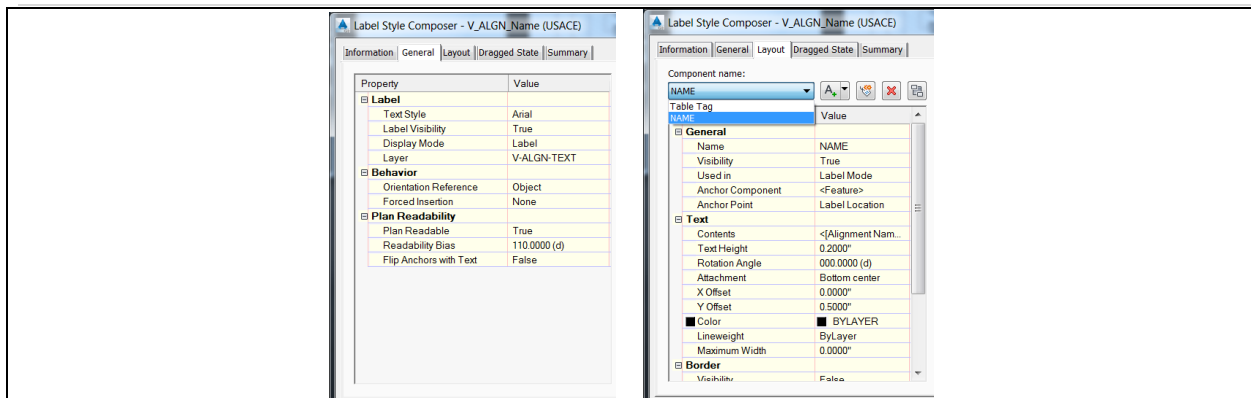 Label Style Composer - V_ALGN_Name (USACE)
Information General Layout Dragged State Summary
Property Value
Label
Text Style Arial
Label Visibility True
Display Mode Label
Layer V-ALGN-TEXT
Behavior
Orientation Reference Object
Forced Insertion None
Plan Readability
Plan Readable True
Readability Bias 110.0000 (d)
Flip Anchors with Text False
Label Style Composer - V_ALGN_Name (USACE)
Information General Layout Dragged State Summary
Component name:
NAME
Table Tag
NAME
Value
General
Name NAME
Visibility True
Used in Label Mode
Anchor Component <Feature>
Anchor Point Label Location
Text
Contents <[Alignment Nam...
Text Height 0.2000"
Rotation Angle 000.0000 (d)
Attachment Bottom center
X Offset 0.0000"
Y Offset 0.5000"
Color BYLAYER
Lineweight ByLayer
Maximum Width 0.0000"
Border
Visibility False